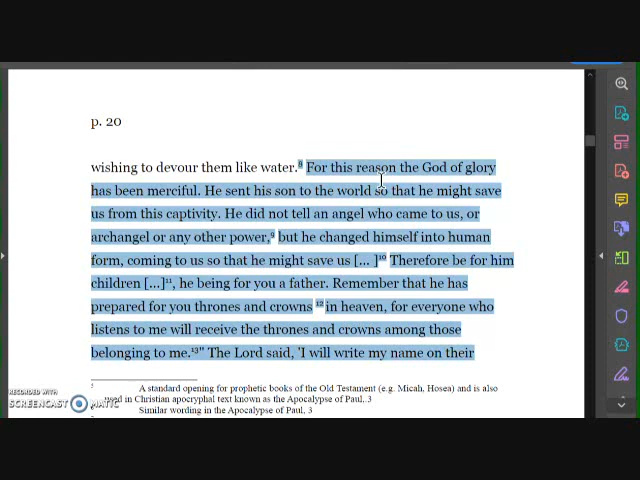 p. 20
wishing to devour them like water.⁸ For this reason the God of glory
has been merciful. He sent his son to the world so that he might save
us from this captivity. He did not tell an angel who came to us, or
archangel or any other power,⁹ but he changed himself into human
form, coming to us so that he might save us [... ]¹⁰ Therefore be for him
children [...]¹¹, he being for you a father. Remember that he has
prepared for you thrones and crowns ¹² in heaven, for everyone who
listens to me will receive the thrones and crowns among those
belonging to me.¹³" The Lord said, 'I will write my name on their
A standard opening for prophetic books of the Old Testament (e.g. Micah, Hosea) and is also
in Christian apocryphal text known as the Apocalypse of Paul,.3
Similar wording in the Apocalypse of Paul, 3
RECORDED WITH
SCREENCAST MATIC